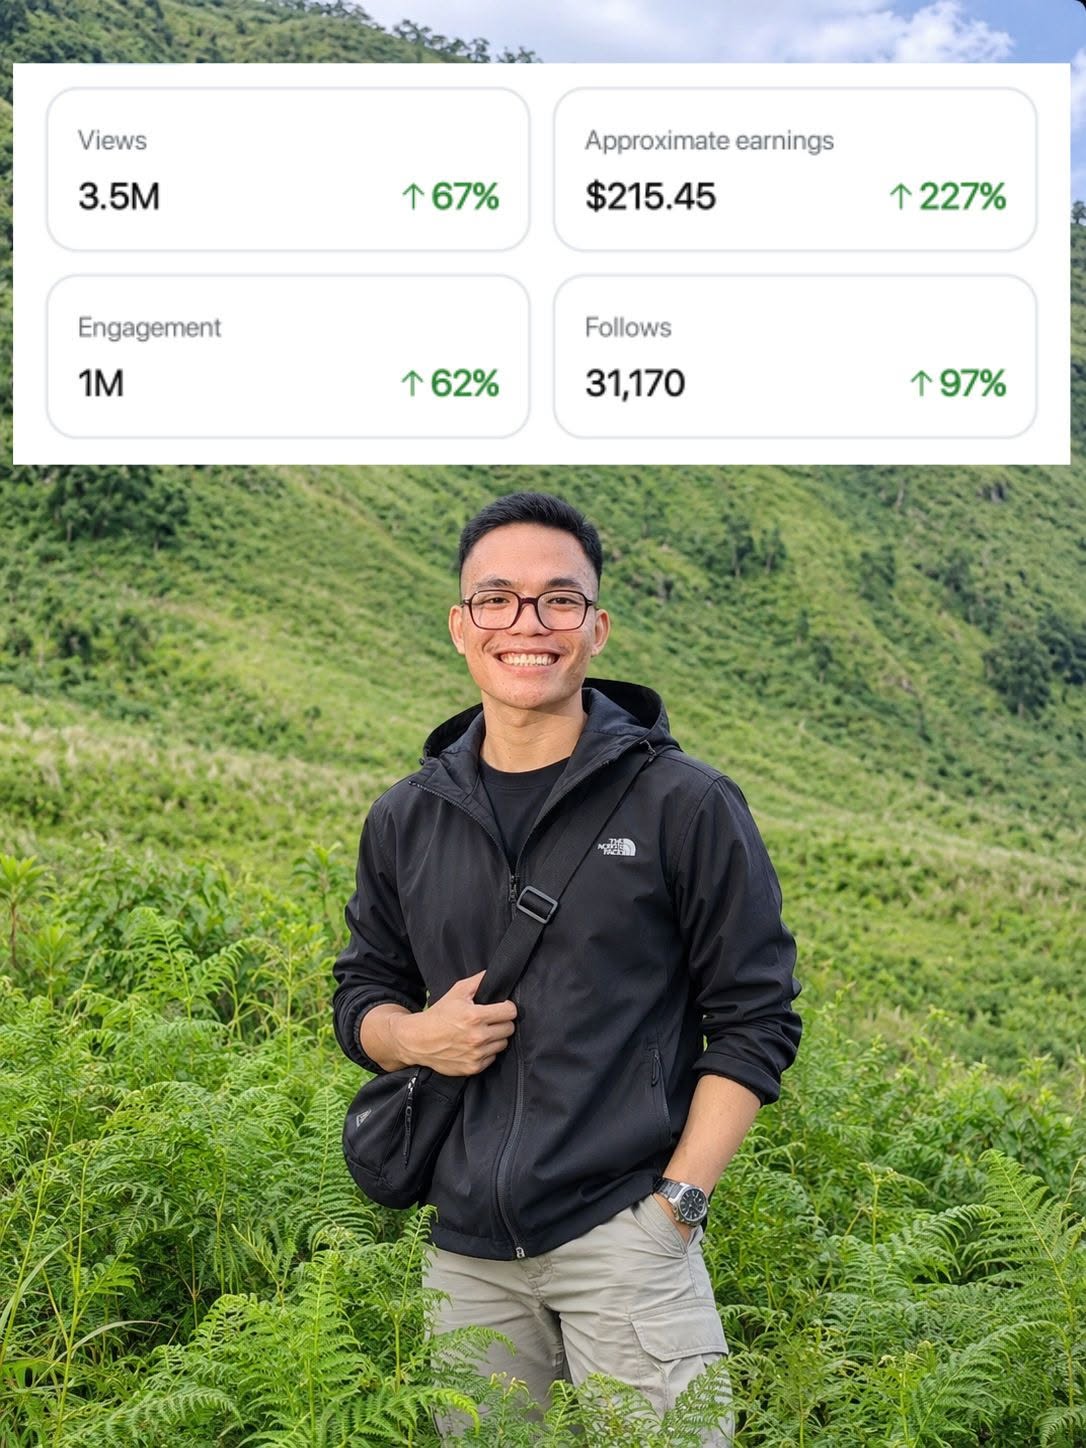 Views
3.5M ↑ 67%
Approximate earnings
$215.45 ↑ 227%
Engagement
1M ↑ 62%
Follows
31,170 ↑ 97%
THE
NORTH
FACE